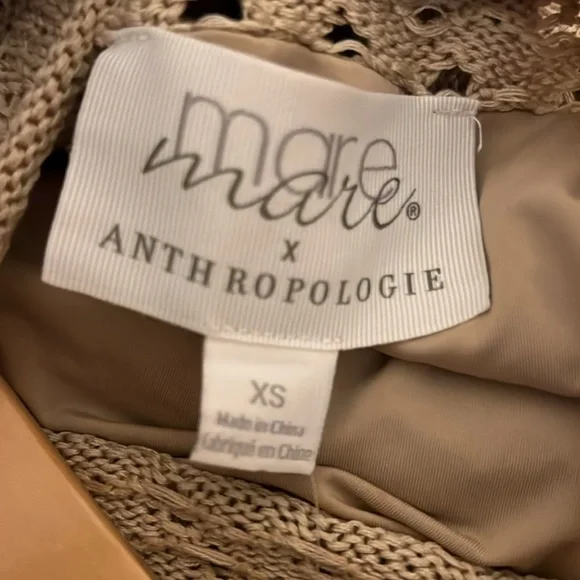 mare
mare®
X
ANTHROPOLOGIE
XS
Made in China
Fabriqué en Chine